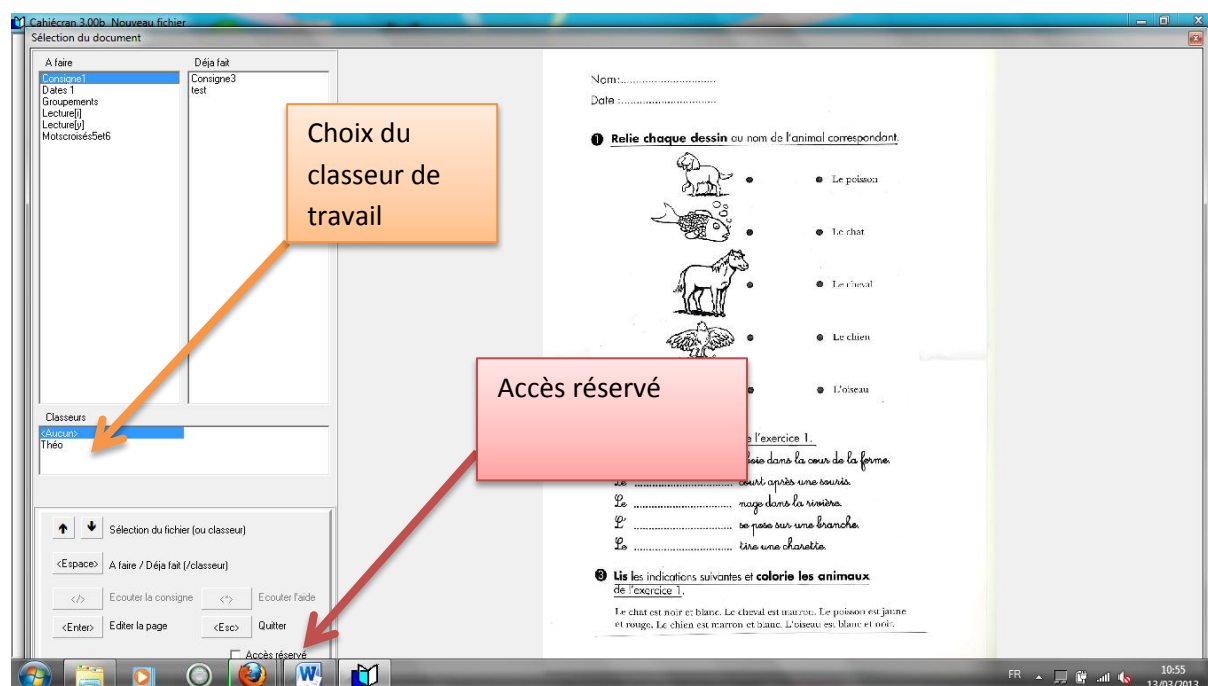 Cahiécran 3.00b Nouveau fichier
Sélection du document
A faire
Consigne1
Dates 1
Groupements
Lecture[i]
Lecture[y]
Motscroisés5et6
Déja fait
Consigne3
test
Choix du
classeur de
travail
Classeurs
<Aucun>
Théo
Sélection du fichier (ou classeur)
<Espace> A faire / Déja fait (/classeur)
</> Ecouter la consigne <*> Ecouter l'aide
<Enter> Editer la page <Esc> Quitter
Accès réservé
Accès réservé
Nom:
Date :
1 Relie chaque dessin au nom de l'animal correspondant.
Le poisson
Le chat
Le cheval
Le chien
L'oiseau
l'exercice 1.
dans la cour de la ferme.
Le court après une souris.
Le nage dans la rivière.
L' se pose sur une branche.
Le tire une charette.
3 Lis les indications suivantes et colorie les animaux
de l'exercice 1.
Le chat est noir et blanc. Le cheval est marron. Le poisson est jaune
et rouge. Le chien est marron et blanc. L'oiseau est blanc et noir.
FR
10:55
13/03/2013